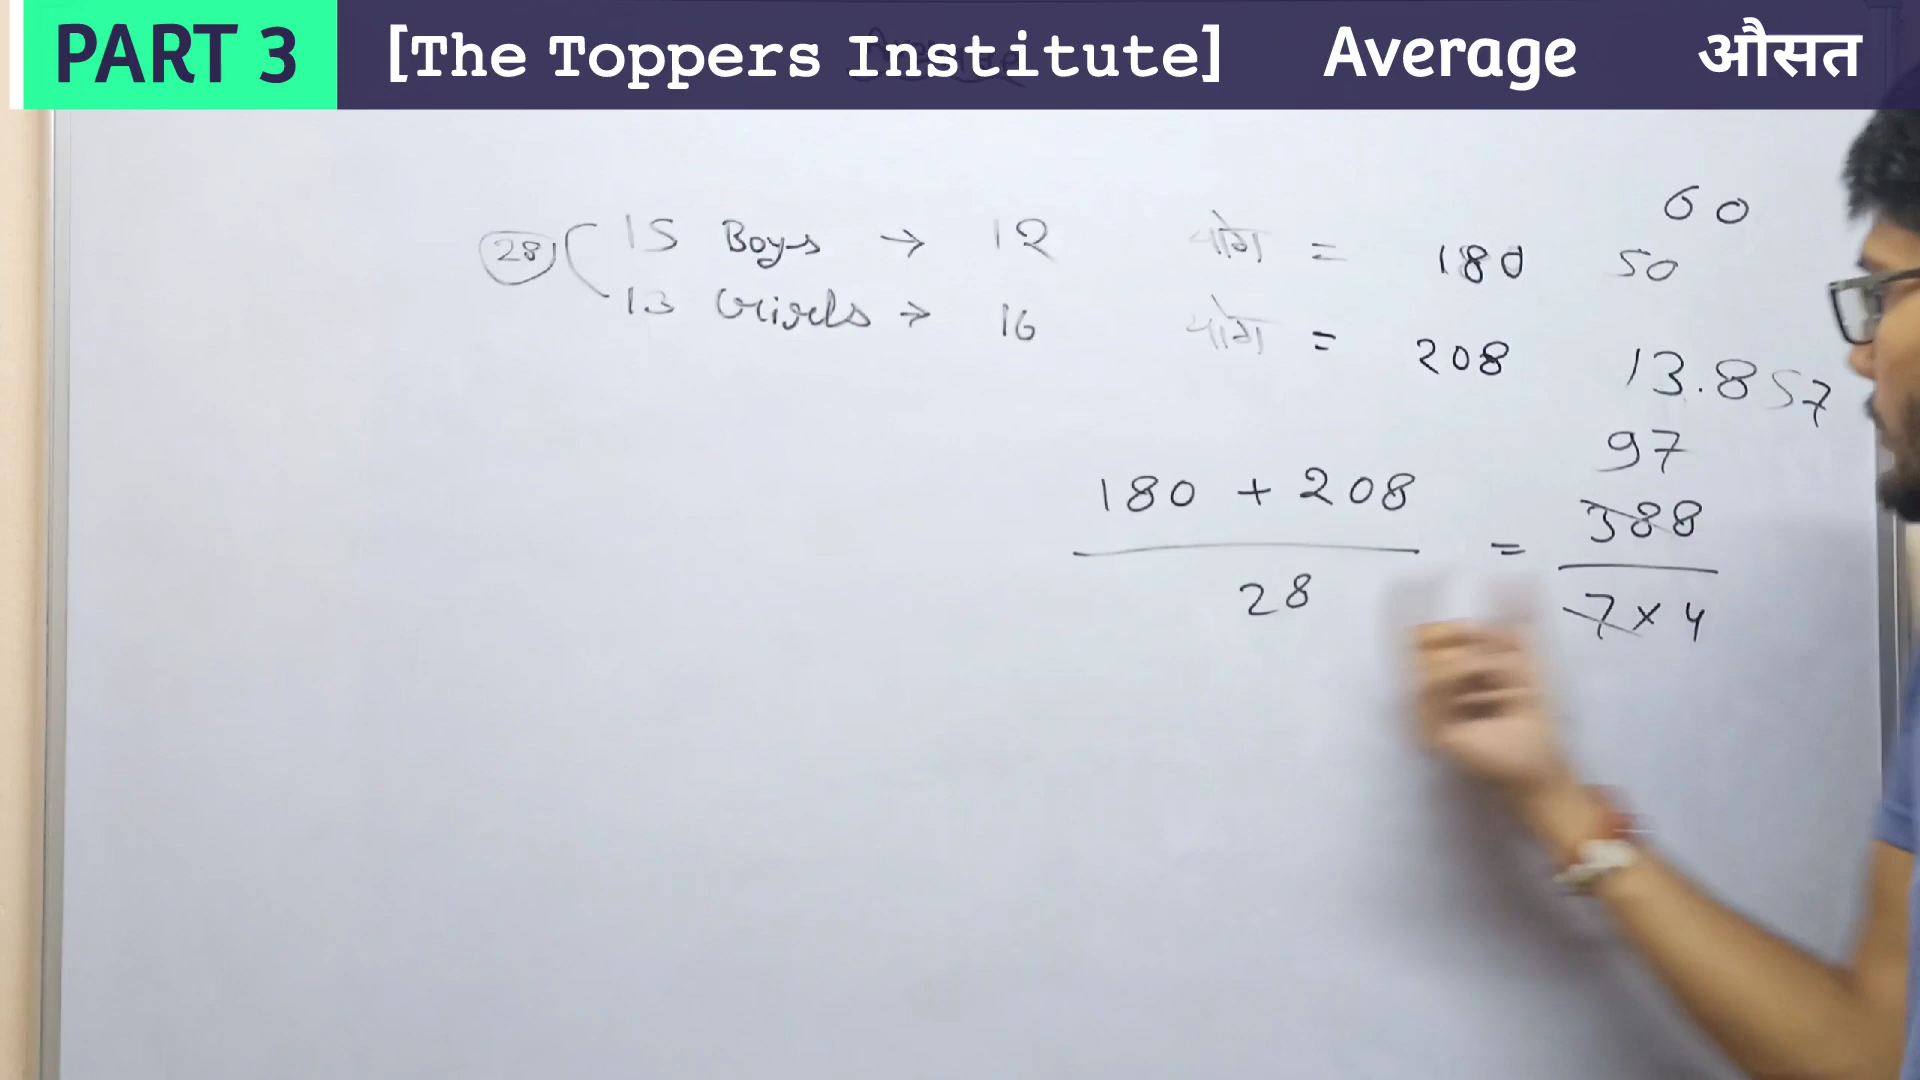 PART 3 [The Toppers Institute] Average औसत
60
28 15 Boys → 12 योग = 180 50
13 Girls → 16 योग = 208 13.857
97
180 + 208 = 388
28 7 × 4